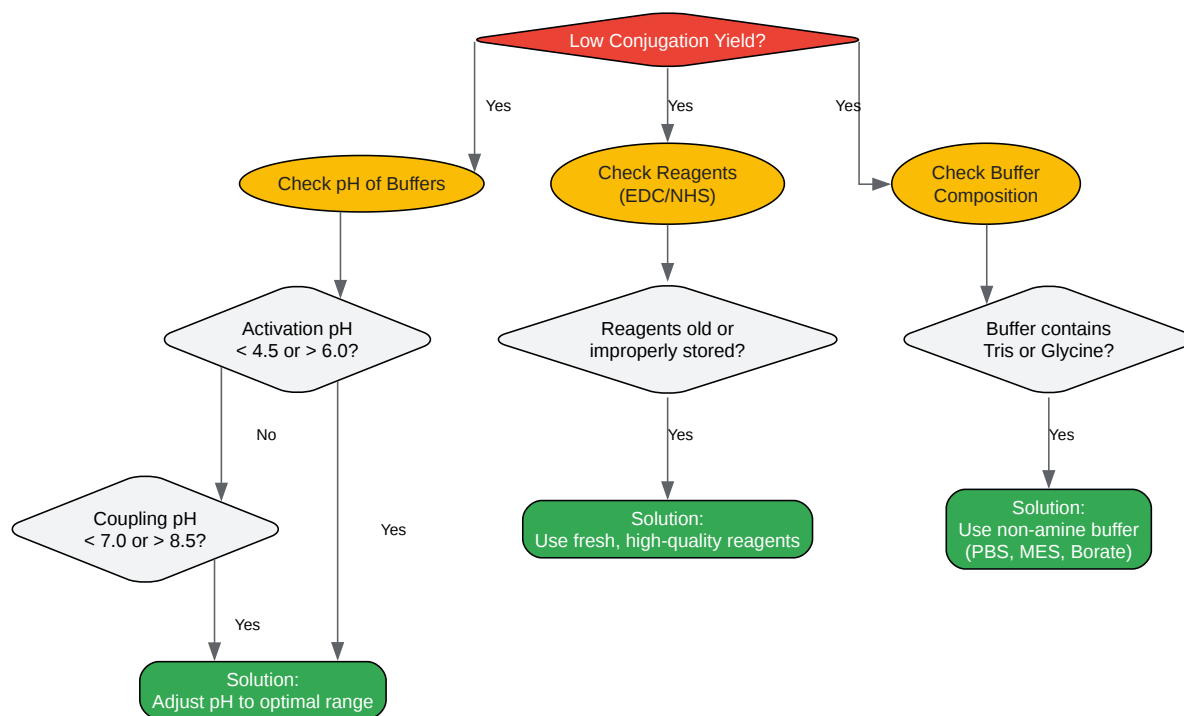 Low Conjugation Yield?
Yes
Yes
Yes
Check pH of Buffers
Check Reagents
(EDC/NHS)
Check Buffer
Composition
Activation pH
< 4.5 or > 6.0?
Reagents old or
improperly stored?
Buffer contains
Tris or Glycine?
No
Yes
Yes
Coupling pH
< 7.0 or > 8.5?
Yes
Solution:
Use fresh, high-quality reagents
Solution:
Use non-amine buffer
(PBS, MES, Borate)
Yes
Solution:
Adjust pH to optimal range